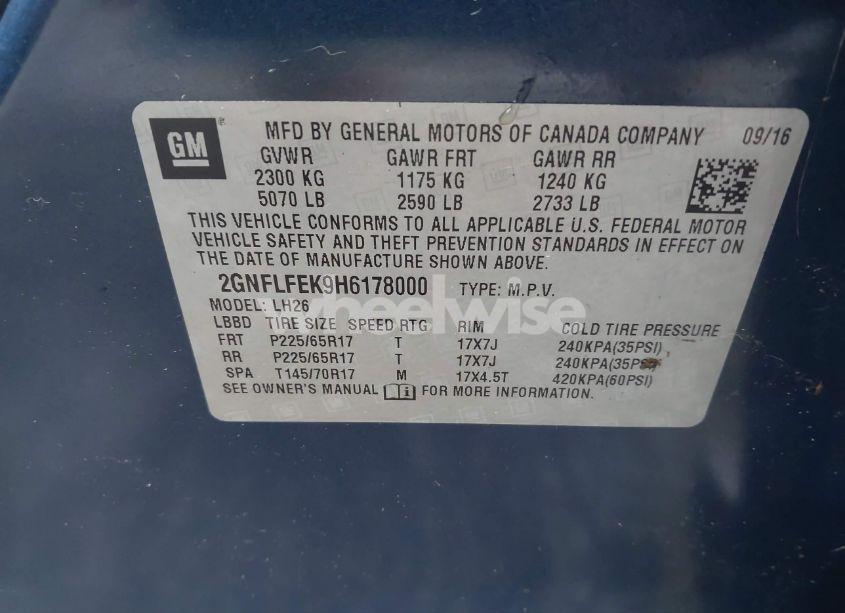 GM
MFD BY GENERAL MOTORS OF CANADA COMPANY 09/16
GVWR GAWR FRT GAWR RR
2300 KG 1175 KG 1240 KG
5070 LB 2590 LB 2733 LB
THIS VEHICLE CONFORMS TO ALL APPLICABLE U.S. FEDERAL MOTOR
VEHICLE SAFETY AND THEFT PREVENTION STANDARDS IN EFFECT ON
THE DATE OF MANUFACTURE SHOWN ABOVE.
2GNFLFEK9H6178000 TYPE: M.P.V.
MODEL: LH26
wheelwise
LBBD TIRE SIZE SPEED RTG RIM COLD TIRE PRESSURE
FRT P225/65R17 T 17X7J 240KPA(35PSI)
RR P225/65R17 T 17X7J 240KPA(35PSI)
SPA T145/70R17 M 17X4.5T 420KPA(60PSI)
SEE OWNER'S MANUAL FOR MORE INFORMATION.